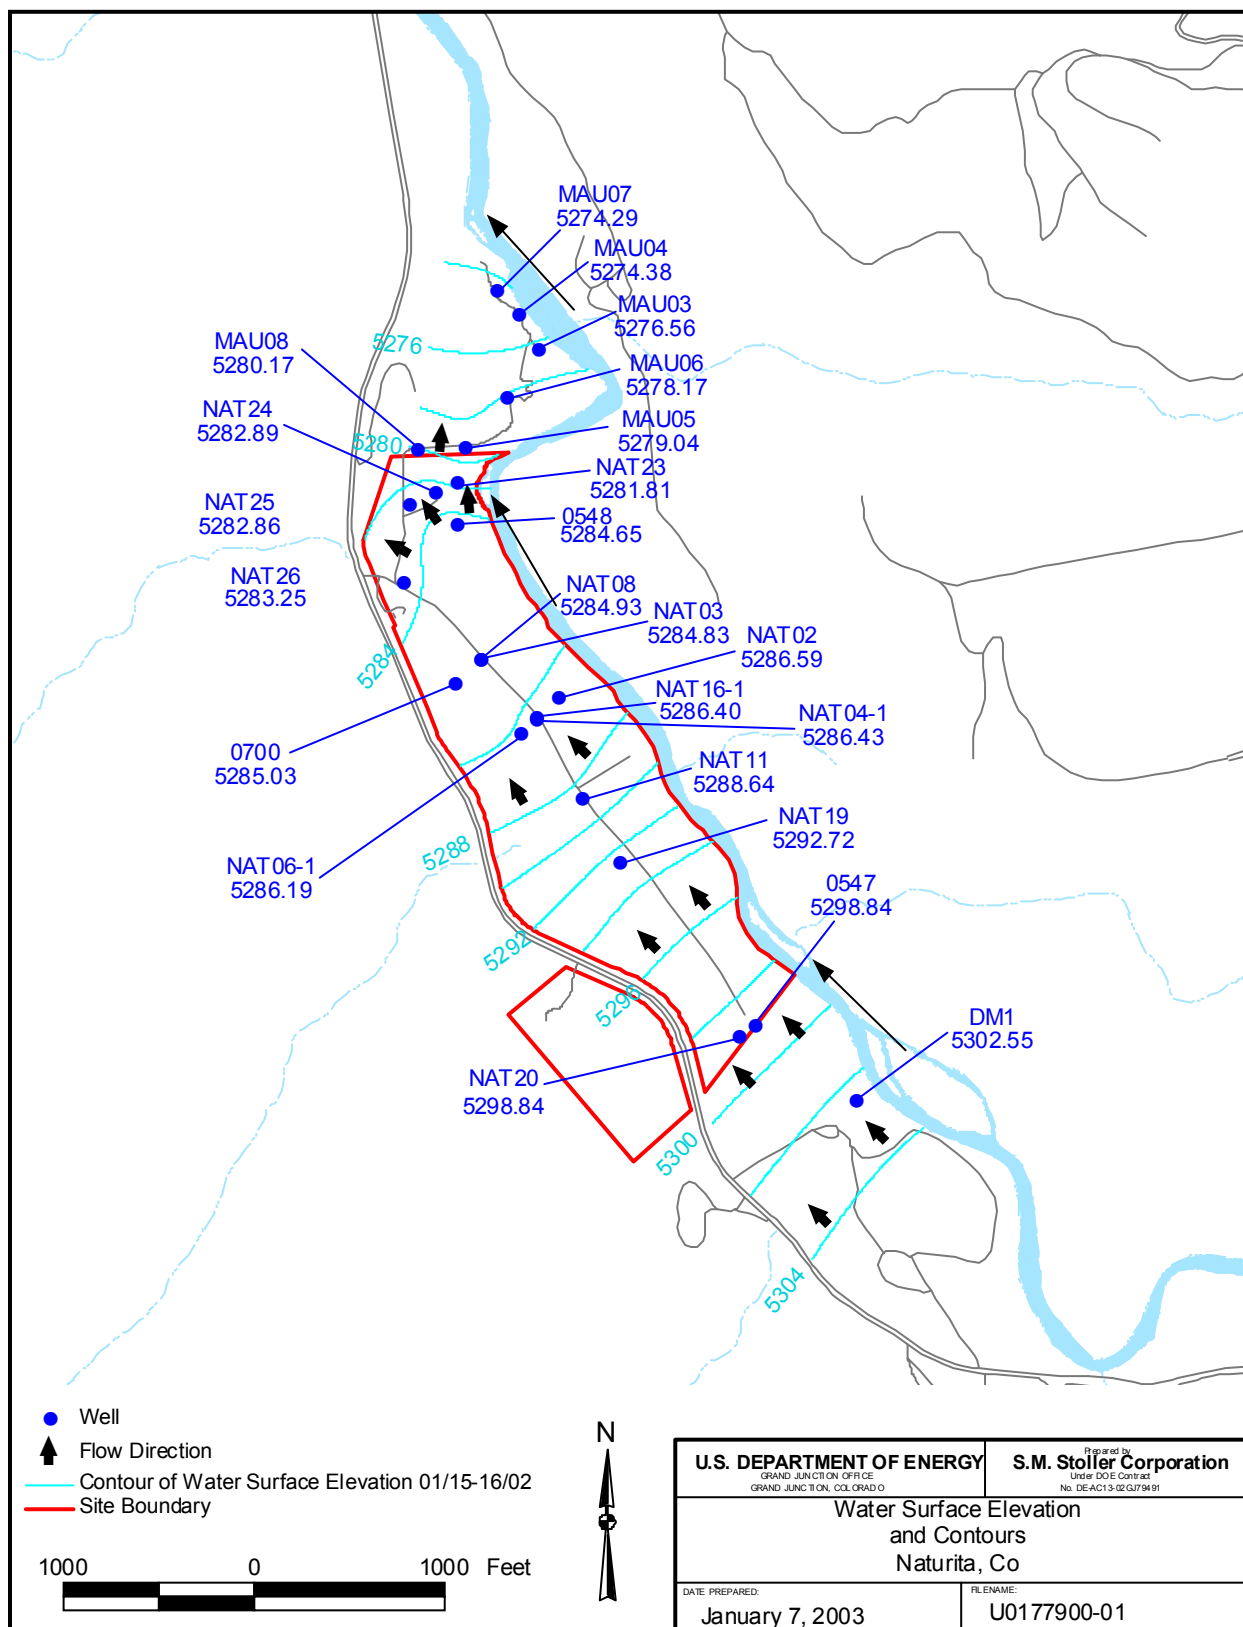 MAU07
5274.29
MAU04
5274.38
MAU03
5276.56
5276
MAU08
5280.17
MAU06
5278.17
NAT24
5282.89
MAU05
5279.04
5280
NAT23
5281.81
NAT25
5282.86
0548
5284.65
NAT26
5283.25
NAT08
5284.93
NAT03
5284.83
NAT02
5286.59
5284
NAT16-1
5286.40
NAT04-1
5286.43
0700
5285.03
NAT11
5288.64
NAT19
5292.72
5288
NAT06-1
5286.19
0547
5298.84
5292
5296
DM1
5302.55
NAT20
5298.84
5300
5304
Well
Flow Direction
Contour of Water Surface Elevation 01/15-16/02
Site Boundary
1000 0 1000 Feet
N
U.S. DEPARTMENT OF ENERGY
GRAND JUNCTION OFFICE
GRAND JUNCTION, COLORADO
Prepared by
S.M. Stoller Corporation
Under DOE Contract
No. DE-AC13-02GJ79491
Water Surface Elevation
and Contours
Naturita, Co
DATE PREPARED:
January 7, 2003
FILENAME:
U0177900-01